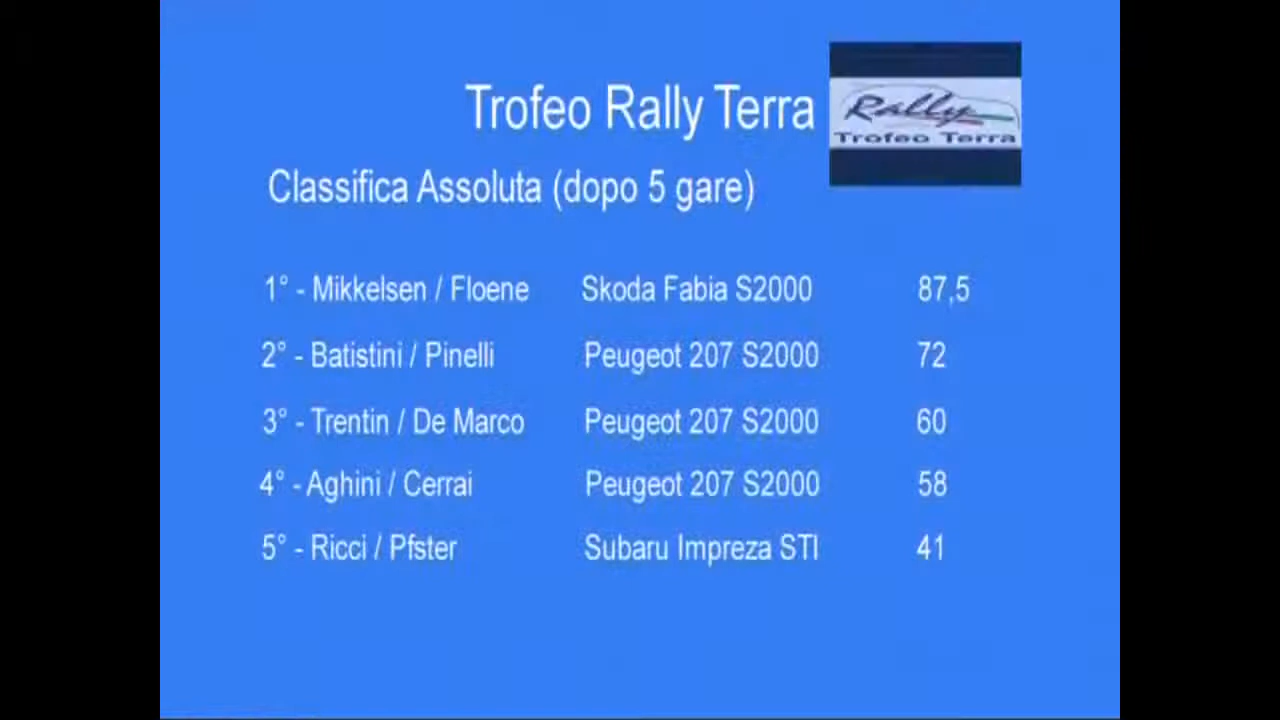 Trofeo Rally Terra
Rally
Trofeo Terra
Classifica Assoluta (dopo 5 gare)
1° - Mikkelsen / Floene Skoda Fabia S2000 87,5
2° - Batistini / Pinelli Peugeot 207 S2000 72
3° - Trentin / De Marco Peugeot 207 S2000 60
4° - Aghini / Cerrai Peugeot 207 S2000 58
5° - Ricci / Pfster Subaru Impreza STI 41